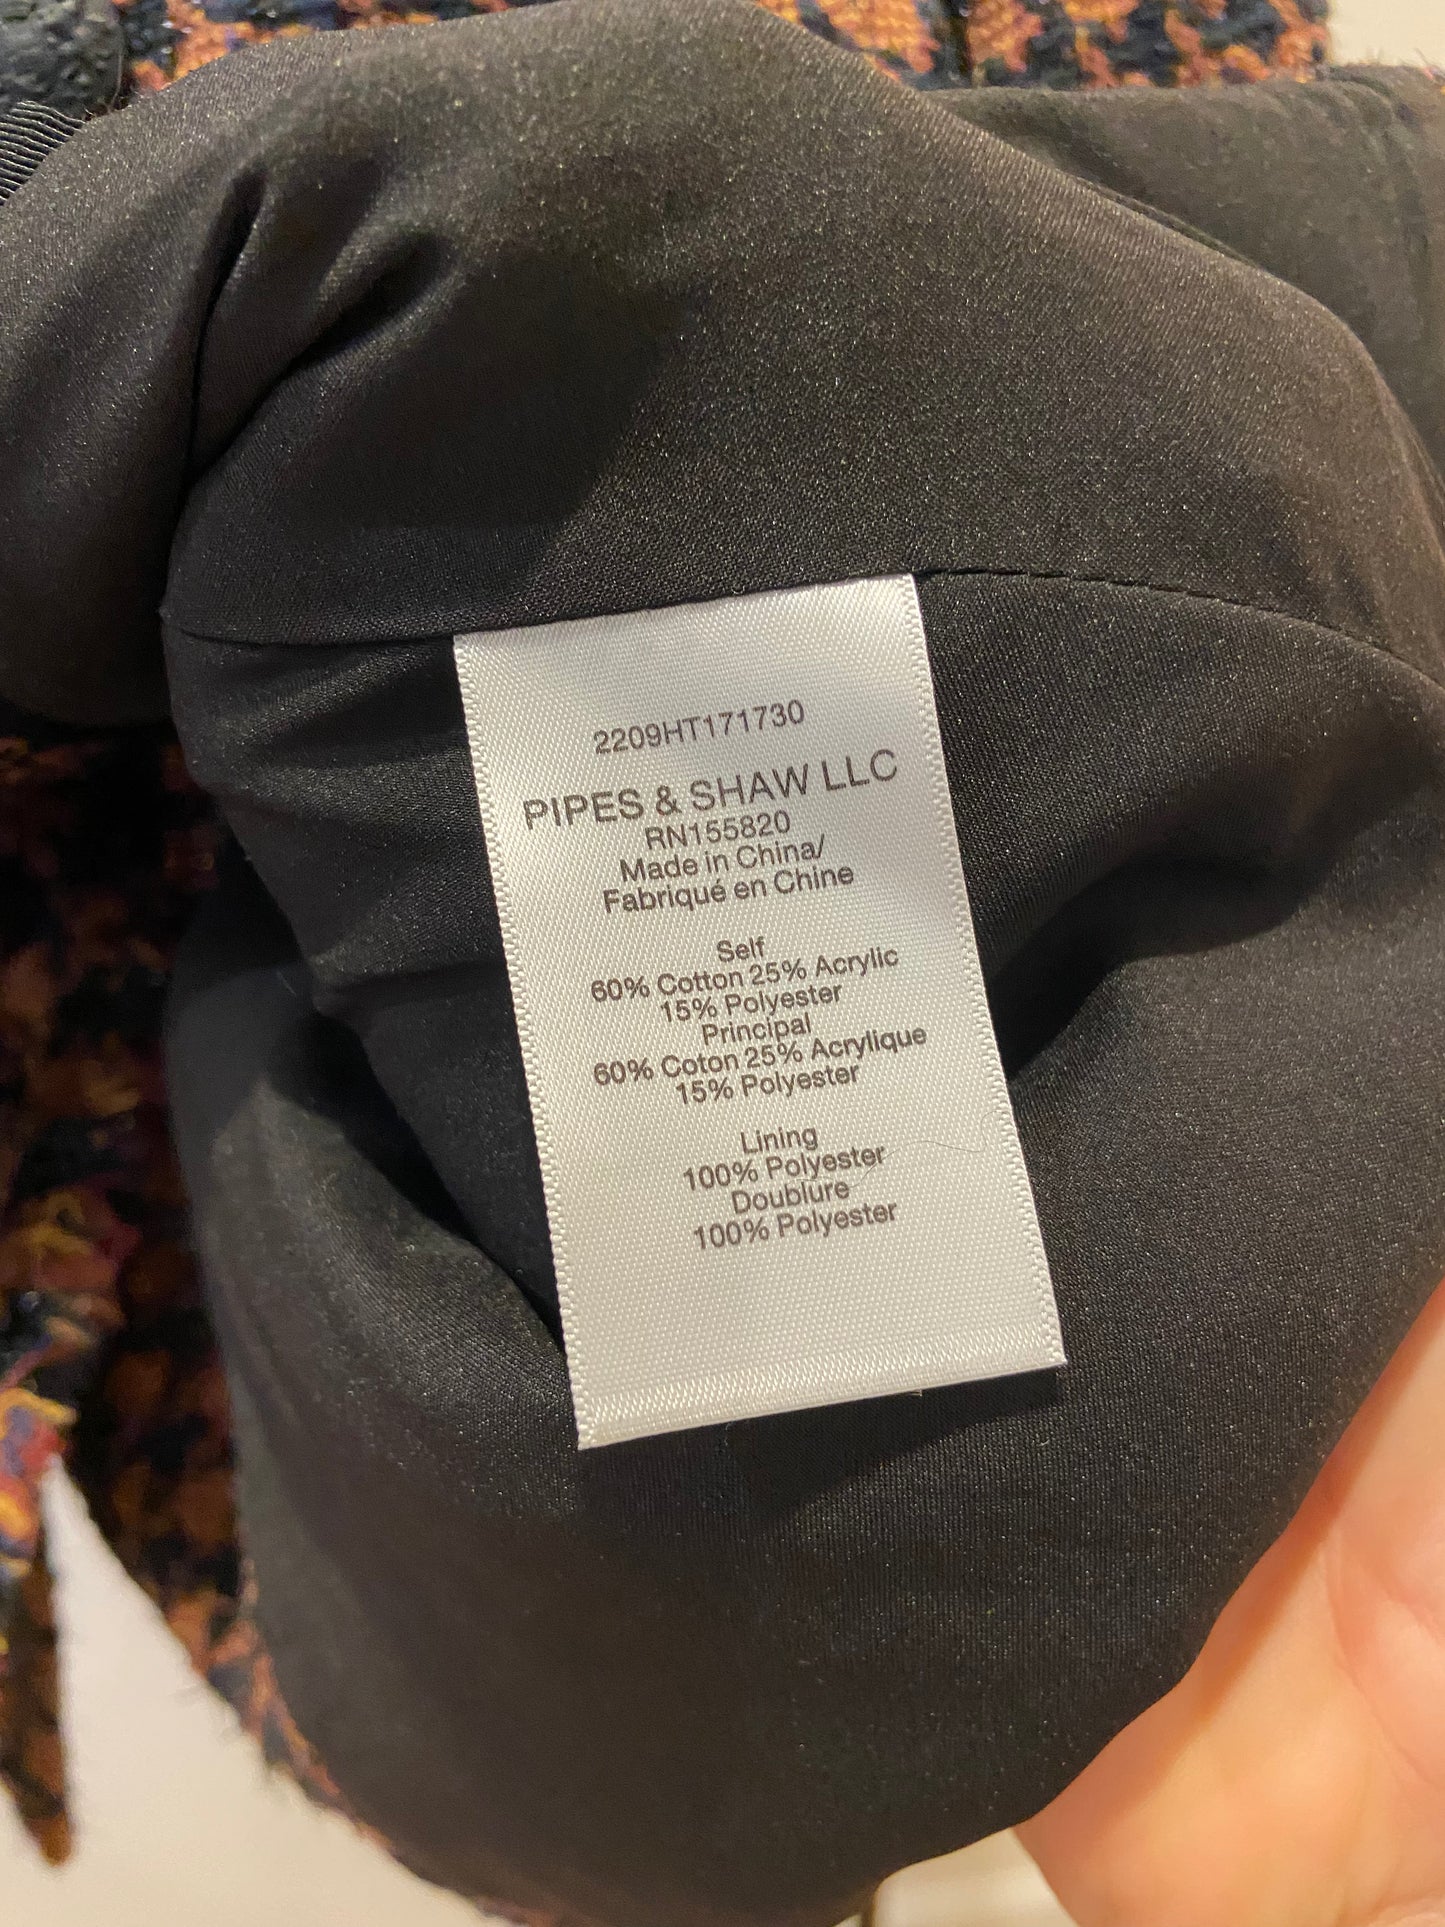 2209HT171730
PIPES & SHAW LLC
RN155820
Made in China/
Fabriqué en Chine
Self
60% Cotton 25% Acrylic
15% Polyester
Principal
60% Coton 25% Acrylique
15% Polyester
Lining
100% Polyester
Doublure
100% Polyester